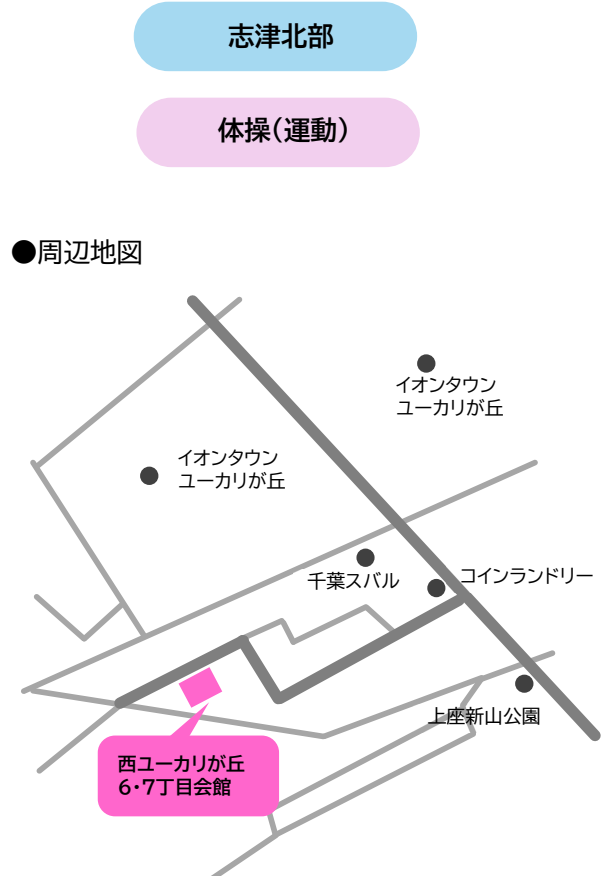 志津北部
体操(運動)
●周辺地図
イオンタウン
ユーカリが丘
イオンタウン
ユーカリが丘
千葉スバル
コインランドリー
上座新山公園
西ユーカリが丘
6・7丁目会館